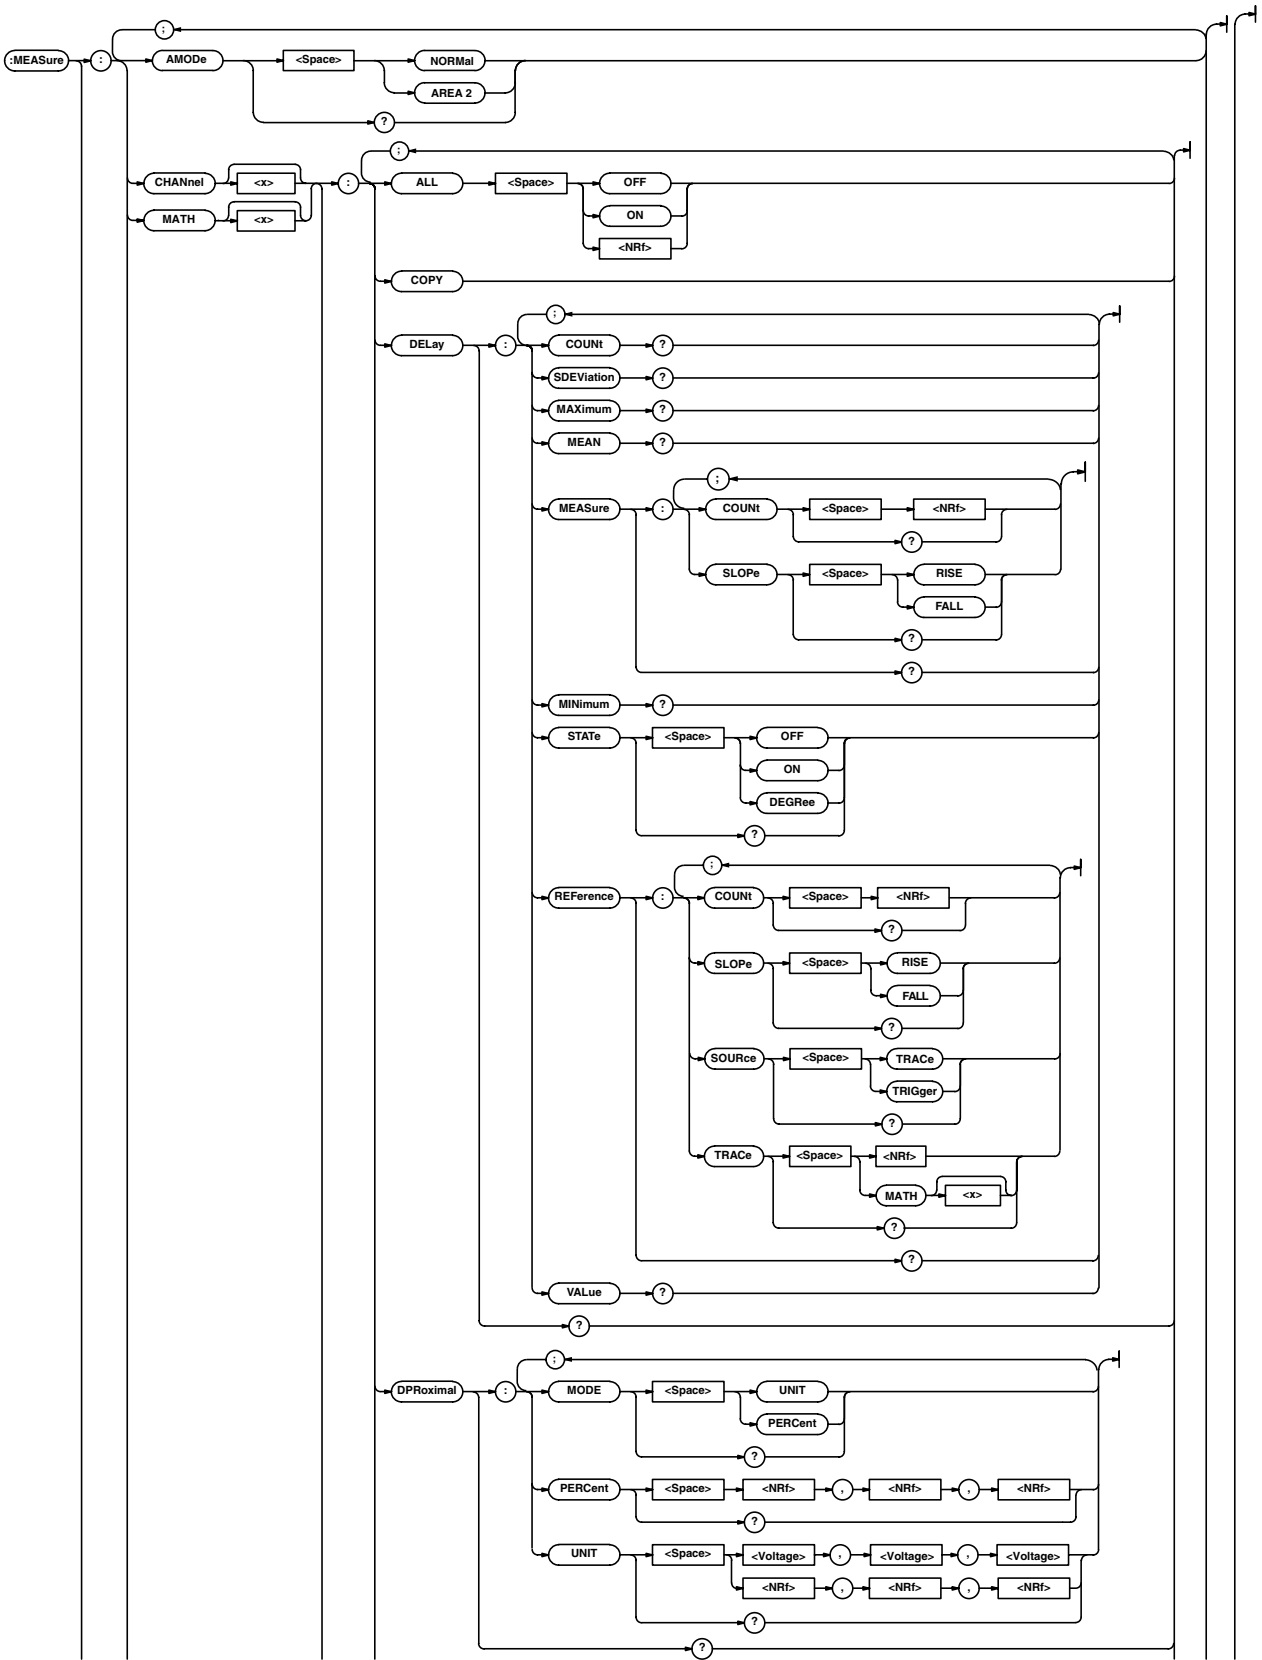 ;
:MEASure : AMODe <Space> NORMal
AREA 2
?
;
CHANnel <x> : ALL <Space> OFF
MATH <x> ON
<NRf>
COPY
;
DELay : COUNt ?
SDEViation ?
MAXimum ?
MEAN ?
;
MEASure : COUNt <Space> <NRf>
?
SLOPe <Space> RISE
FALL
?
?
MINimum ?
STATe <Space> OFF
ON
DEGRee
?
;
REFerence : COUNt <Space> <NRf>
?
SLOPe <Space> RISE
FALL
?
SOURce <Space> TRACe
TRIGger
?
TRACe <Space> <NRf>
MATH <x>
?
?
VALue ?
?
;
DPRoximal : MODE <Space> UNIT
PERCent
?
PERCent <Space> <NRf> , <NRf> , <NRf>
?
UNIT <Space> <Voltage> , <Voltage> , <Voltage>
<NRf> , <NRf> , <NRf>
?
?